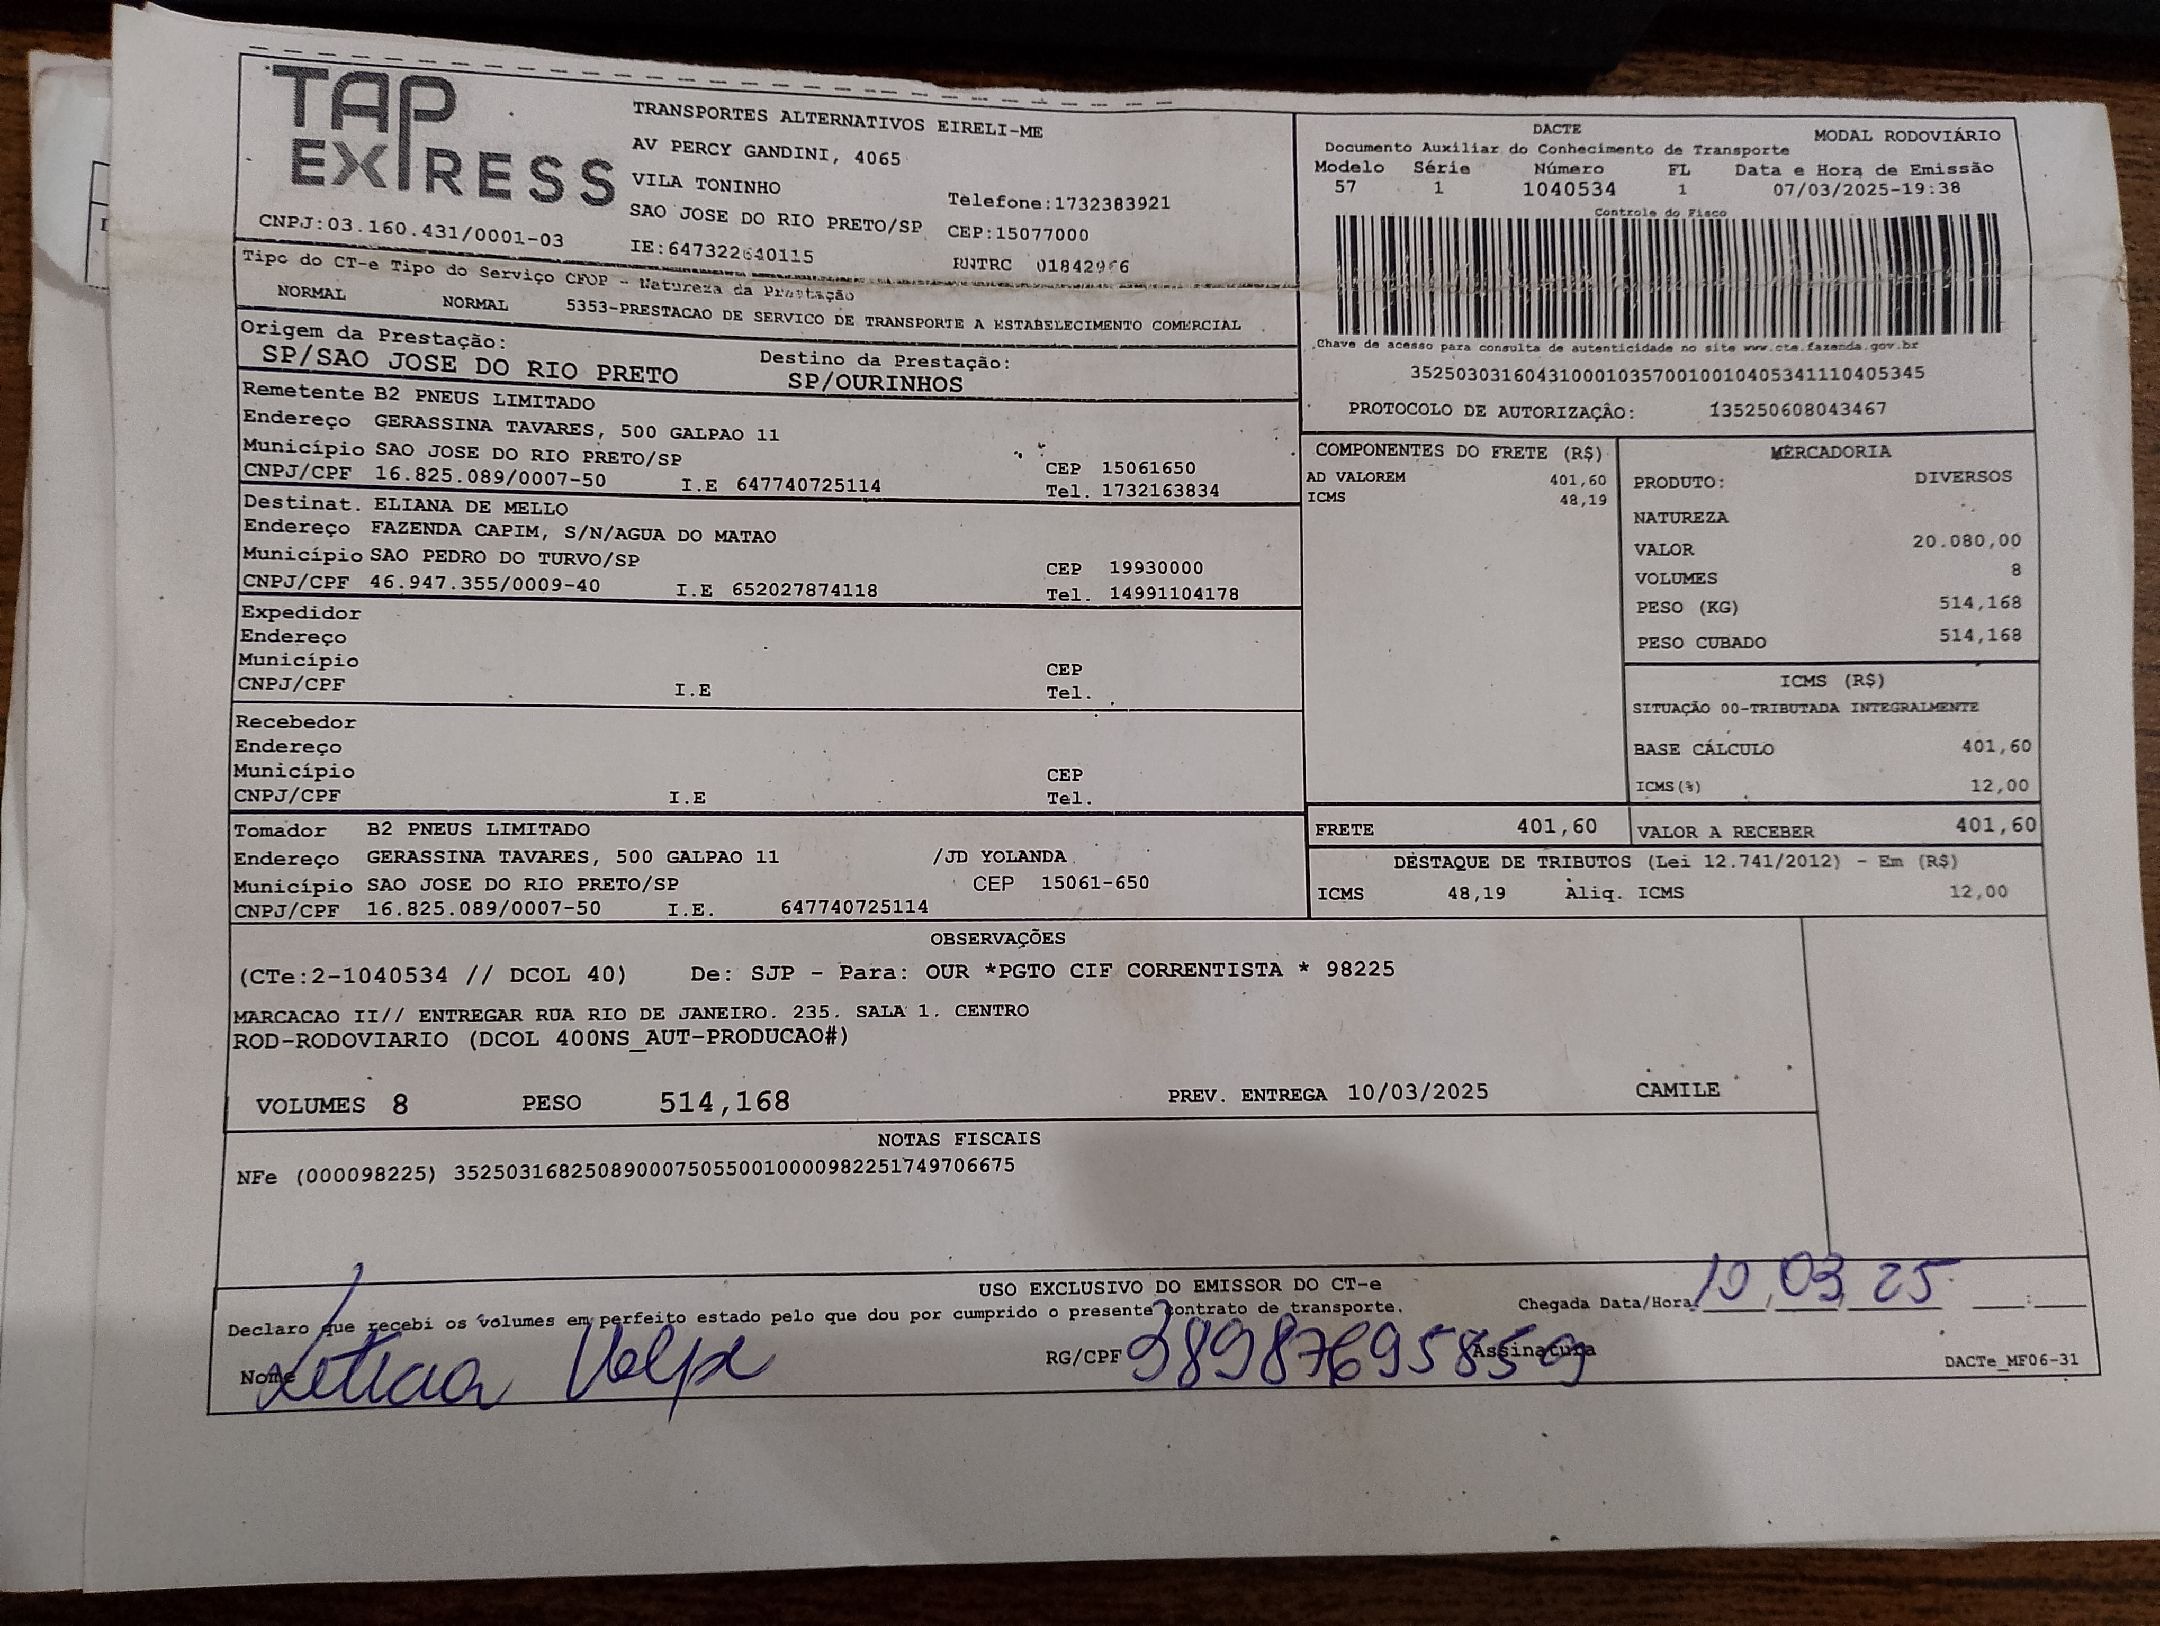 TAP
EXPRESS
TRANSPORTES ALTERNATIVOS EIRELI-ME
AV PERCY GANDINI, 4065
VILA TONINHO
Telefone:1732383921
SAO JOSE DO RIO PRETO/SP CEP:15077000
CNPJ:03.160.431/0001-03 IE:647322640115 RNTRC 01842966
Tipo do CT-e Tipo do Serviço CFOP - Natureza da Prestação
NORMAL NORMAL 5353-PRESTACAO DE SERVICO DE TRANSPORTE A ESTABELECIMENTO COMERCIAL
Origem da Prestação: Destino da Prestação:
SP/SAO JOSE DO RIO PRETO SP/OURINHOS
Remetente B2 PNEUS LIMITADO
Endereço GERASSINA TAVARES, 500 GALPAO 11
Município SAO JOSE DO RIO PRETO/SP CEP 15061650
CNPJ/CPF 16.825.089/0007-50 I.E 647740725114 Tel. 1732163834
Destinat. ELIANA DE MELLO
Endereço FAZENDA CAPIM, S/N/AGUA DO MATAO
Município SAO PEDRO DO TURVO/SP CEP 19930000
CNPJ/CPF 46.947.355/0009-40 I.E 652027874118 Tel. 14991104178
Expedidor
Endereço
Município CEP
CNPJ/CPF I.E Tel.
Recebedor
Endereço
Município CEP
CNPJ/CPF I.E Tel.
Tomador B2 PNEUS LIMITADO
Endereço GERASSINA TAVARES, 500 GALPAO 11 /JD YOLANDA
Município SAO JOSE DO RIO PRETO/SP CEP 15061-650
CNPJ/CPF 16.825.089/0007-50 I.E. 647740725114
DACTE MODAL RODOVIÁRIO
Documento Auxiliar do Conhecimento de Transporte
Modelo Série Número FL Data e Hora de Emissão
57 1 1040534 1 07/03/2025-19:38
Controle do Fisco
Chave de acesso para consulta de autenticidade no site www.cte.fazenda.gov.br
35250303160431000103570010010405341110405345
PROTOCOLO DE AUTORIZAÇÃO: 135250608043467
COMPONENTES DO FRETE (R$)
AD VALOREM 401,60
ICMS 48,19
MERCADORIA
PRODUTO: DIVERSOS
NATUREZA
VALOR 20.080,00
VOLUMES 8
PESO (KG) 514,168
PESO CUBADO 514,168
ICMS (R$)
SITUAÇÃO 00-TRIBUTADA INTEGRALMENTE
BASE CÁLCULO 401,60
ICMS(%) 12,00
FRETE 401,60 VALOR A RECEBER 401,60
DESTAQUE DE TRIBUTOS (Lei 12.741/2012) - Em (R$)
ICMS 48,19 Aliq. ICMS 12,00
OBSERVAÇÕES
(CTe:2-1040534 // DCOL 40) De: SJP - Para: OUR *PGTO CIF CORRENTISTA * 98225
MARCACAO II// ENTREGAR RUA RIO DE JANEIRO. 235. SALA 1. CENTRO
ROD-RODOVIARIO (DCOL 400NS_AUT-PRODUCAO#)
VOLUMES 8 PESO 514,168 PREV. ENTREGA 10/03/2025 CAMILE
NOTAS FISCAIS
NFe (000098225) 35250316825089000750550010000982251749706675
USO EXCLUSIVO DO EMISSOR DO CT-e
Declaro que recebi os volumes em perfeito estado pelo que dou por cumprido o presente contrato de transporte. Chegada Data/Hora 10 03 25 :
Nome Leticia Volpe RG/CPF 38987695859 Assinatura DACTe_MF06-31